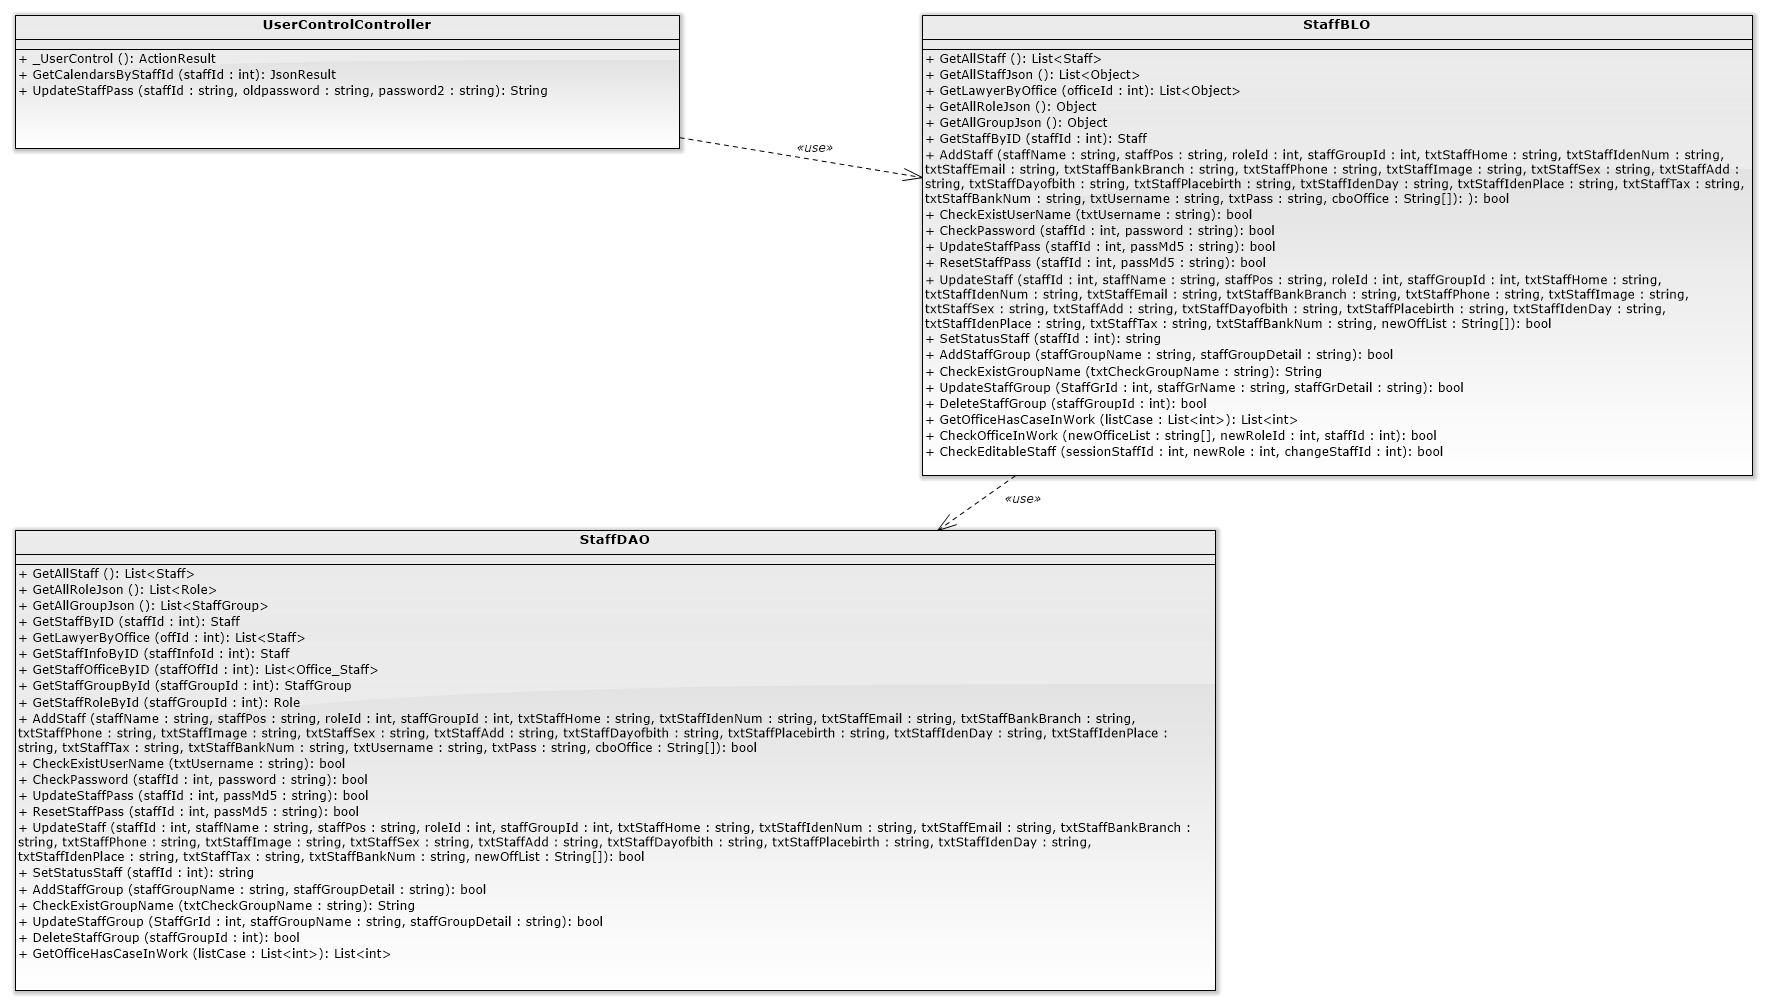 UserControlController
+ _UserControl (): ActionResult
+ GetCalendarsByStaffId (staffId : int): JsonResult
+ UpdateStaffPass (staffId : string, oldpassword : string, password2 : string): String
«use»
StaffBLO
+ GetAllStaff (): List<Staff>
+ GetAllStaffJson (): List<Object>
+ GetLawyerByOffice (officeId : int): List<Object>
+ GetAllRoleJson (): Object
+ GetAllGroupJson (): Object
+ GetStaffByID (staffId : int): Staff
+ AddStaff (staffName : string, staffPos : string, roleId : int, staffGroupId : int, txtStaffHome : string, txtStaffIdenNum : string,
txtStaffEmail : string, txtStaffBankBranch : string, txtStaffPhone : string, txtStaffImage : string, txtStaffSex : string, txtStaffAdd :
string, txtStaffDayofbith : string, txtStaffPlacebirth : string, txtStaffIdenDay : string, txtStaffIdenPlace : string, txtStaffTax : string,
txtStaffBankNum : string, txtUsername : string, txtPass : string, cboOffice : String[]): ): bool
+ CheckExistUserName (txtUsername : string): bool
+ CheckPassword (staffId : int, password : string): bool
+ UpdateStaffPass (staffId : int, passMd5 : string): bool
+ ResetStaffPass (staffId : int, passMd5 : string): bool
+ UpdateStaff (staffId : int, staffName : string, staffPos : string, roleId : int, staffGroupId : int, txtStaffHome : string,
txtStaffIdenNum : string, txtStaffEmail : string, txtStaffBankBranch : string, txtStaffPhone : string, txtStaffImage : string,
txtStaffSex : string, txtStaffAdd : string, txtStaffDayofbith : string, txtStaffPlacebirth : string, txtStaffIdenDay : string,
txtStaffIdenPlace : string, txtStaffTax : string, txtStaffBankNum : string, newOffList : String[]): bool
+ SetStatusStaff (staffId : int): string
+ AddStaffGroup (staffGroupName : string, staffGroupDetail : string): bool
+ CheckExistGroupName (txtCheckGroupName : string): String
+ UpdateStaffGroup (StaffGrId : int, staffGrName : string, staffGrDetail : string): bool
+ DeleteStaffGroup (staffGroupId : int): bool
+ GetOfficeHasCaseInWork (listCase : List<int>): List<int>
+ CheckOfficeInWork (newOfficeList : string[], newRoleId : int, staffId : int): bool
+ CheckEditableStaff (sessionStaffId : int, newRole : int, changeStaffId : int): bool
«use»
StaffDAO
+ GetAllStaff (): List<Staff>
+ GetAllRoleJson (): List<Role>
+ GetAllGroupJson (): List<StaffGroup>
+ GetStaffByID (staffId : int): Staff
+ GetLawyerByOffice (offId : int): List<Staff>
+ GetStaffInfoByID (staffInfoId : int): Staff
+ GetStaffOfficeByID (staffOffId : int): List<Office_Staff>
+ GetStaffGroupById (staffGroupId : int): StaffGroup
+ GetStaffRoleById (staffGroupId : int): Role
+ AddStaff (staffName : string, staffPos : string, roleId : int, staffGroupId : int, txtStaffHome : string, txtStaffIdenNum : string, txtStaffEmail : string, txtStaffBankBranch : string,
txtStaffPhone : string, txtStaffImage : string, txtStaffSex : string, txtStaffAdd : string, txtStaffDayofbith : string, txtStaffPlacebirth : string, txtStaffIdenDay : string, txtStaffIdenPlace :
string, txtStaffTax : string, txtStaffBankNum : string, txtUsername : string, txtPass : string, cboOffice : String[]): bool
+ CheckExistUserName (txtUsername : string): bool
+ CheckPassword (staffId : int, password : string): bool
+ UpdateStaffPass (staffId : int, passMd5 : string): bool
+ ResetStaffPass (staffId : int, passMd5 : string): bool
+ UpdateStaff (staffId : int, staffName : string, staffPos : string, roleId : int, staffGroupId : int, txtStaffHome : string, txtStaffIdenNum : string, txtStaffEmail : string, txtStaffBankBranch :
string, txtStaffPhone : string, txtStaffImage : string, txtStaffSex : string, txtStaffAdd : string, txtStaffDayofbith : string, txtStaffPlacebirth : string, txtStaffIdenDay : string,
txtStaffIdenPlace : string, txtStaffTax : string, txtStaffBankNum : string, newOffList : String[]): bool
+ SetStatusStaff (staffId : int): string
+ AddStaffGroup (staffGroupName : string, staffGroupDetail : string): bool
+ CheckExistGroupName (txtCheckGroupName : string): String
+ UpdateStaffGroup (StaffGrId : int, staffGroupName : string, staffGroupDetail : string): bool
+ DeleteStaffGroup (staffGroupId : int): bool
+ GetOfficeHasCaseInWork (listCase : List<int>): List<int>